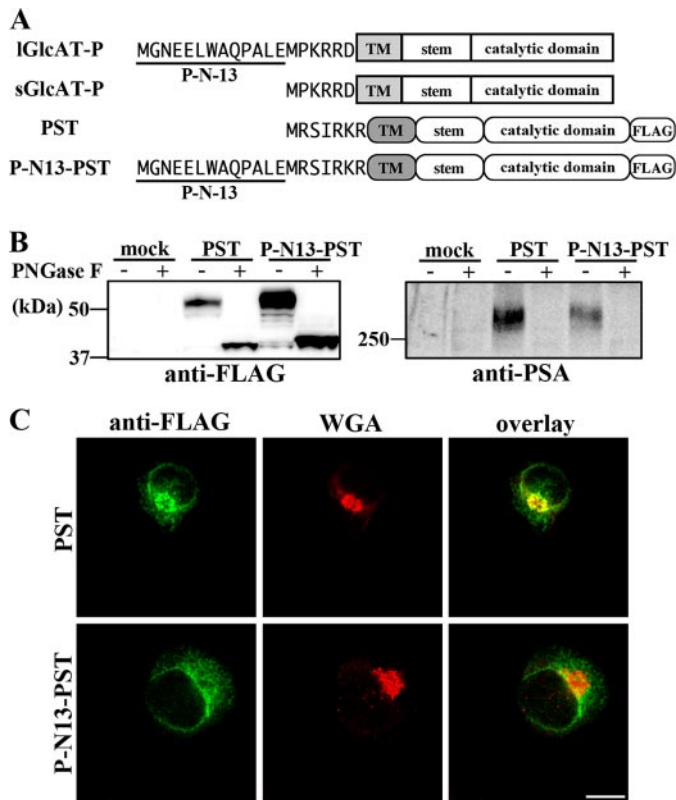 A
lGlcAT-P MGNEELWAQPALEMPKRRD TM stem catalytic domain
P-N-13
sGlcAT-P MPKRRD TM stem catalytic domain
PST MRSIRKR TM stem catalytic domain FLAG
P-N13-PST MGNEELWAQPALEMRSIRKR TM stem catalytic domain FLAG
P-N-13
B
mock PST P-N13-PST mock PST P-N13-PST
PNGase F - + - + - + - + - + - +
(kDa) 50
250
37
anti-FLAG anti-PSA
C
anti-FLAG WGA overlay
PST
P-N13-PST